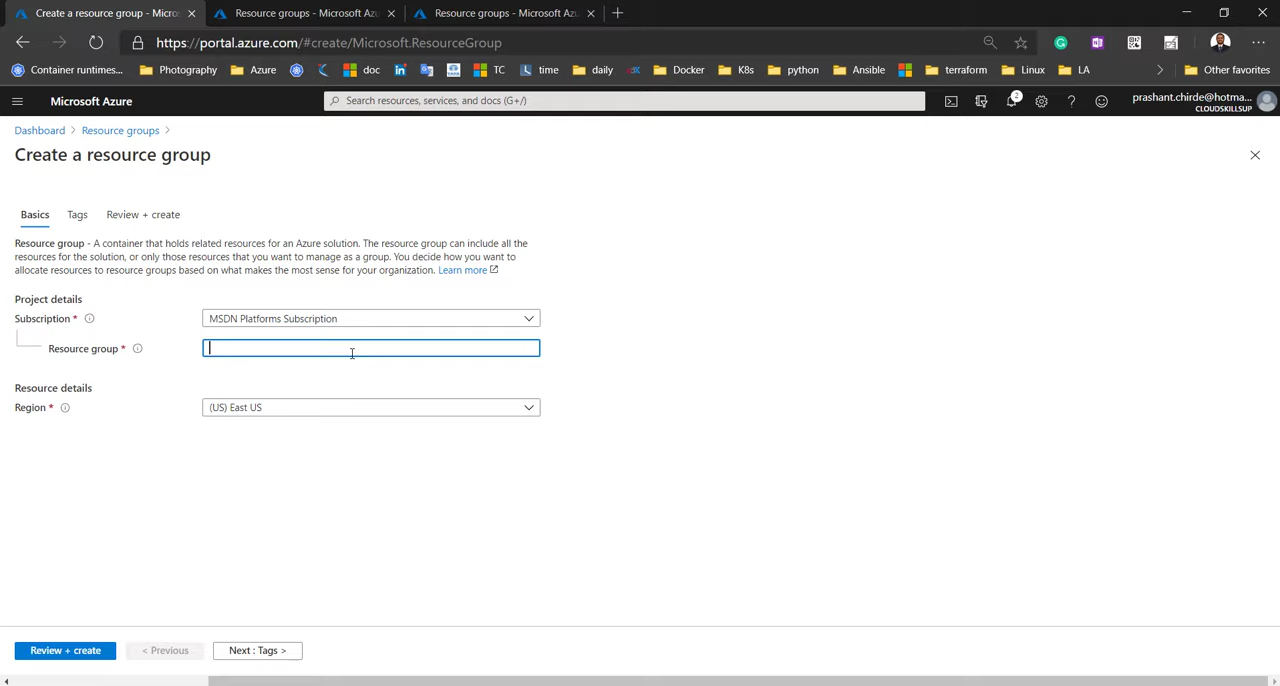 Create a resource group - Micros
Resource groups - Microsoft Azu
Resource groups - Microsoft Azu
https://portal.azure.com/#create/Microsoft.ResourceGroup
Container runtimes... Photography Azure doc TC time daily Docker K8s python Ansible terraform Linux LA Other favorites
Microsoft Azure
Search resources, services, and docs (G+/)
2
prashant.chirde@hotma...
CLOUDSKILLSUP
Dashboard > Resource groups >
Create a resource group
Basics Tags Review + create
Resource group - A container that holds related resources for an Azure solution. The resource group can include all the
resources for the solution, or only those resources that you want to manage as a group. You decide how you want to
allocate resources to resource groups based on what makes the most sense for your organization. Learn more
Project details
Subscription * MSDN Platforms Subscription
Resource group *
Resource details
Region * (US) East US
Review + create < Previous Next : Tags >